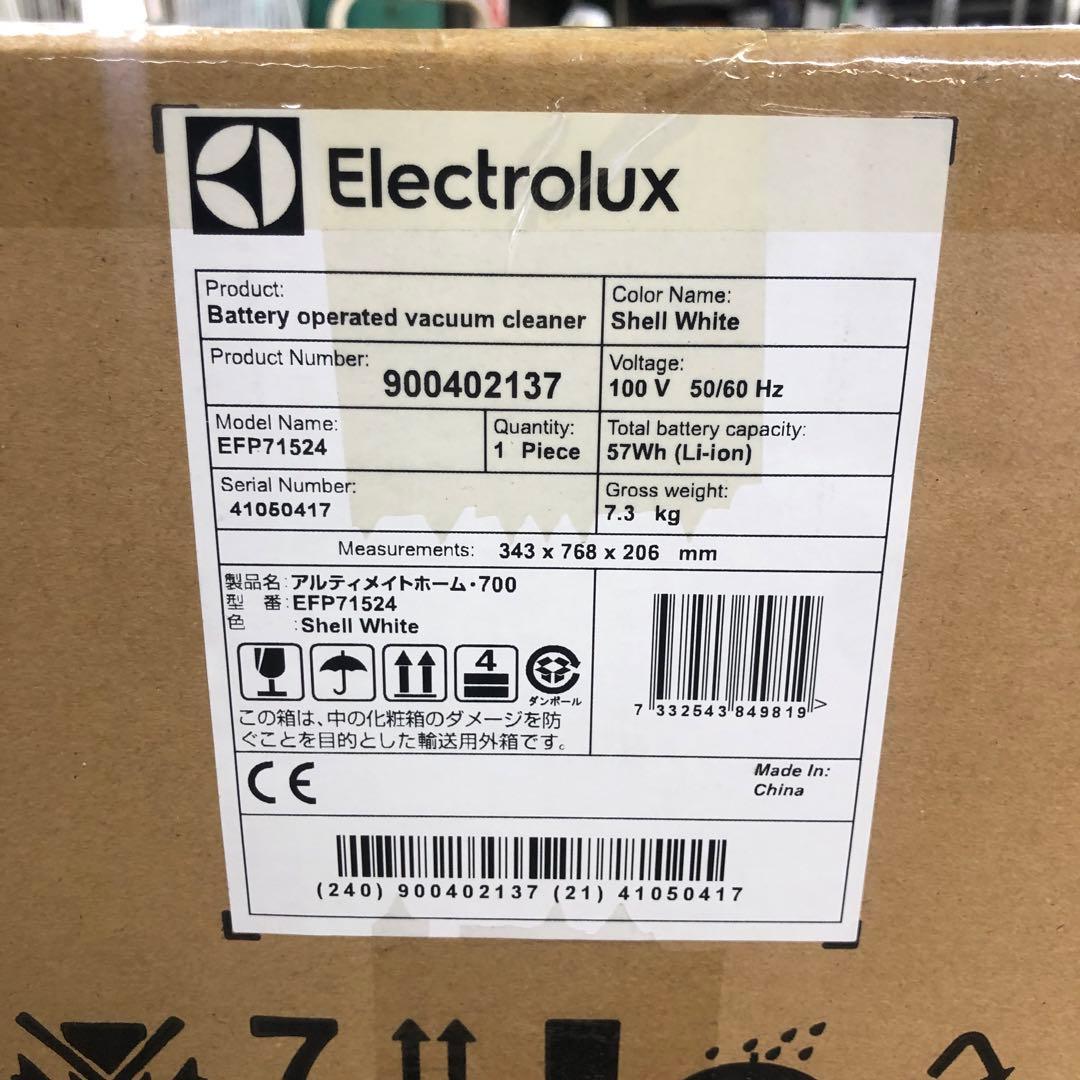 Electrolux
Product:
Battery operated vacuum cleaner
Color Name:
Shell White
Product Number:
900402137
Voltage:
100 V 50/60 Hz
Model Name:
EFP71524
Quantity:
1 Piece
Total battery capacity:
57Wh (Li-ion)
Serial Number:
41050417
Gross weight:
7.3 kg
Measurements: 343 x 768 x 206 mm
製品名:アルティメイトホーム・700
型 番:EFP71524
色 :Shell White
4
ダンボール
この箱は、中の化粧箱のダメージを防
ぐことを目的とした輸送用外箱です。
7 332543 849819 >
CE
Made In:
China
(240) 900402137 (21) 41050417
7